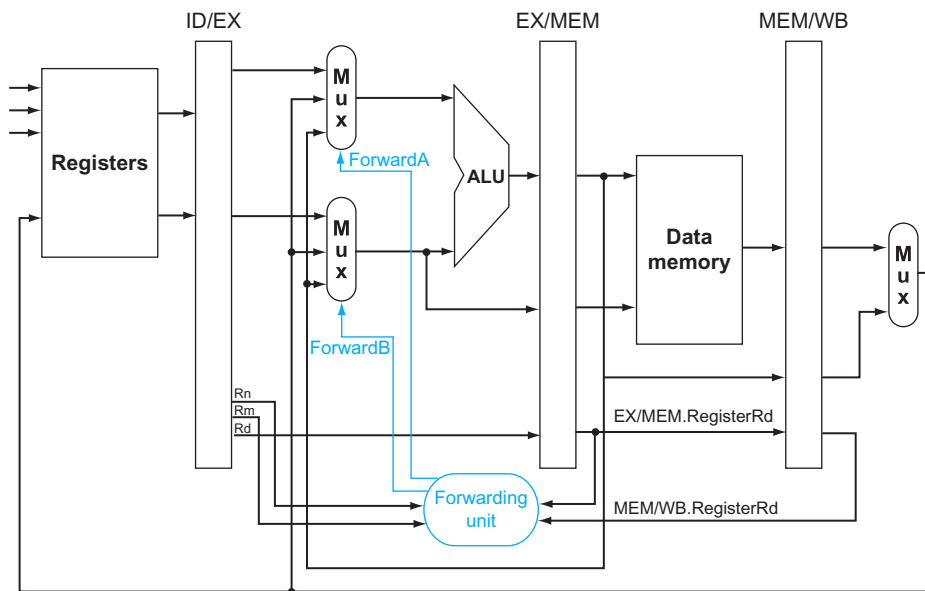 ID/EX
EX/MEM
MEM/WB
Registers
M
u
x
ForwardA
ALU
M
u
x
ForwardB
Data
memory
M
u
x
Rn
Rm
Rd
EX/MEM.RegisterRd
Forwarding
unit
MEM/WB.RegisterRd